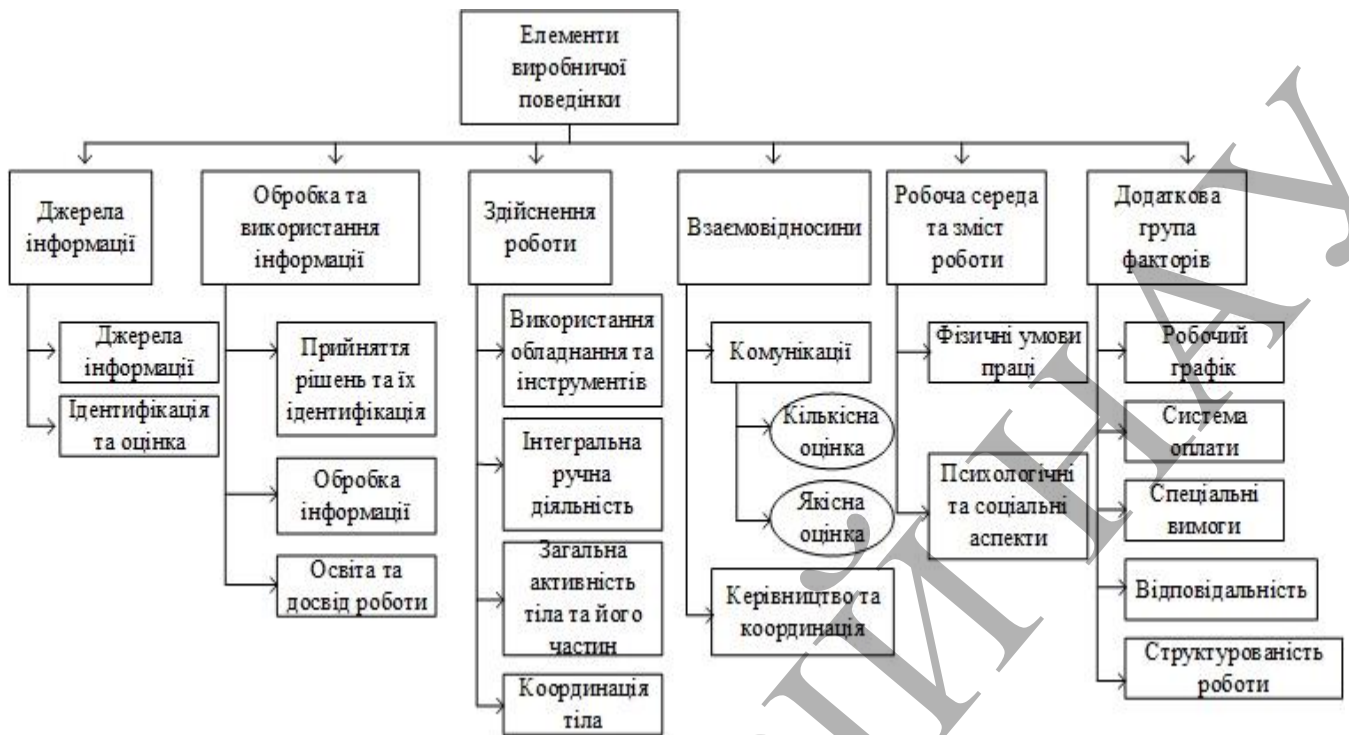 Елементи
виробничої
поведінки
Джерела
інформації
Обробка та
використання
інформації
Здійснення
роботи
Взаємовідносини
Робоча середа
та зміст
роботи
Додаткова
група
факторів
Джерела
інформації
Ідентифікація
та оцінка
Прийняття
рішень та їх
ідентифікація
Обробка
інформації
Освіта та
досвід роботи
Використання
обладнання та
інструментів
Інтегральна
ручна
діяльність
Загальна
активність
тіла та його
частин
Координація
тіла
Комунікації
Кількісна
оцінка
Якісна
оцінка
Керівництво та
координація
Фізичні умови
праці
Психологічні
та соціальні
аспекти
Робочий
графік
Система
оплати
Спеціальні
вимоги
Відповідальність
Структурованість
роботи
ИЙ НАУ